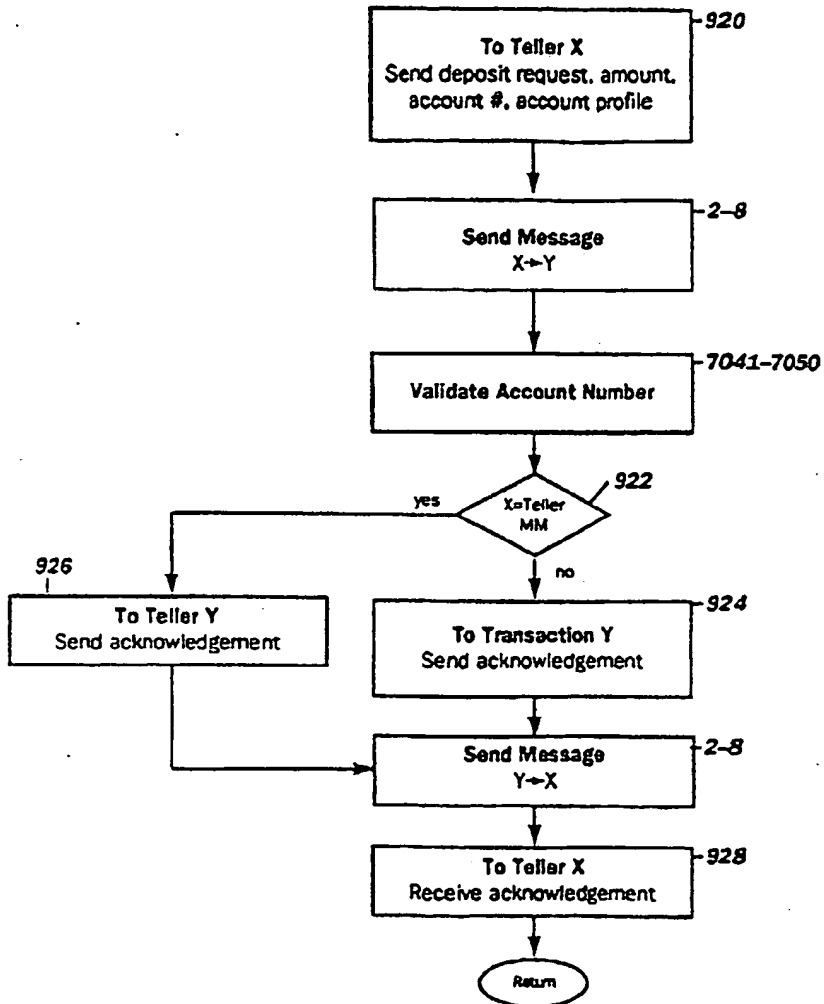 920
To Teller X
Send deposit request. amount.
account #. account profile
2-8
Send Message
X→Y
7041-7050
Validate Account Number
922
X=Teller
MM
yes
no
926
To Teller Y
Send acknowledgement
924
To Transaction Y
Send acknowledgement
2-8
Send Message
Y→X
928
To Teller X
Receive acknowledgement
Return